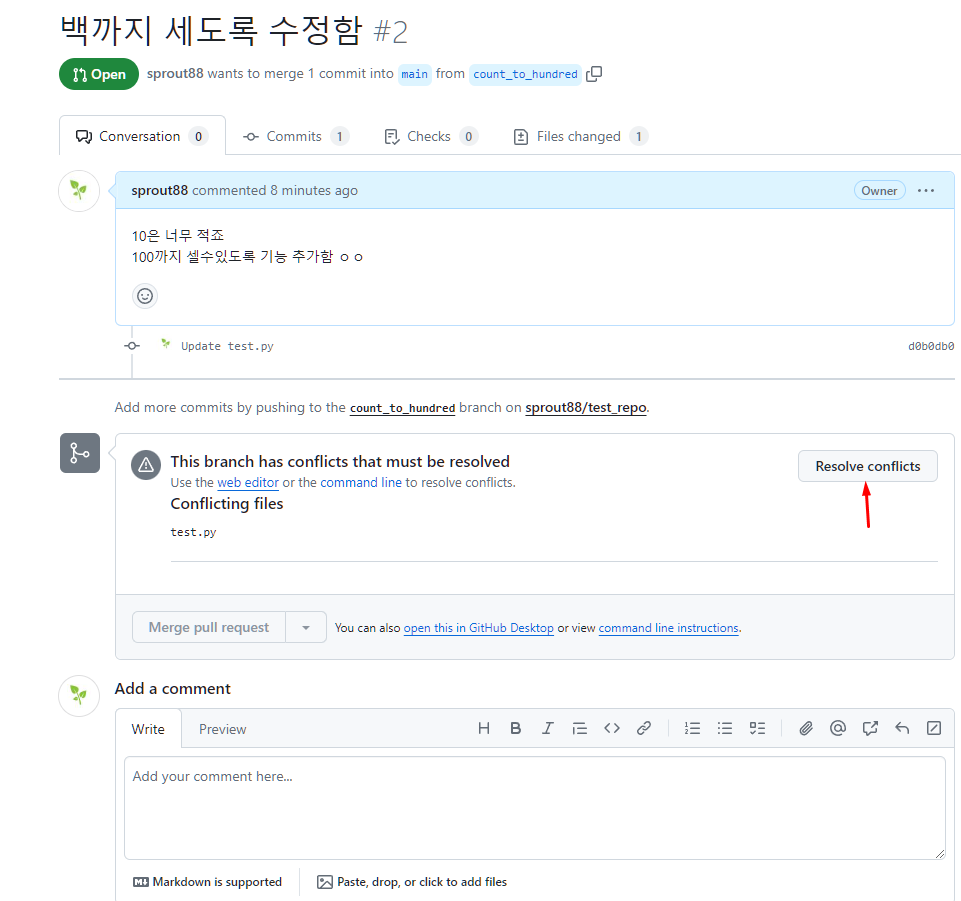 백까지 세도록 수정함 #2
Open sprout88 wants to merge 1 commit into main from count_to_hundred
Conversation 0 Commits 1 Checks 0 Files changed 1
sprout88 commented 8 minutes ago Owner
10은 너무 적죠
100까지 셀수있도록 기능 추가함 ㅇㅇ
Update test.py d0b0db0
Add more commits by pushing to the count_to_hundred branch on sprout88/test_repo.
This branch has conflicts that must be resolved Resolve conflicts
Use the web editor or the command line to resolve conflicts.
Conflicting files
test.py
Merge pull request You can also open this in GitHub Desktop or view command line instructions.
Add a comment
Write Preview
Add your comment here...
Markdown is supported Paste, drop, or click to add files